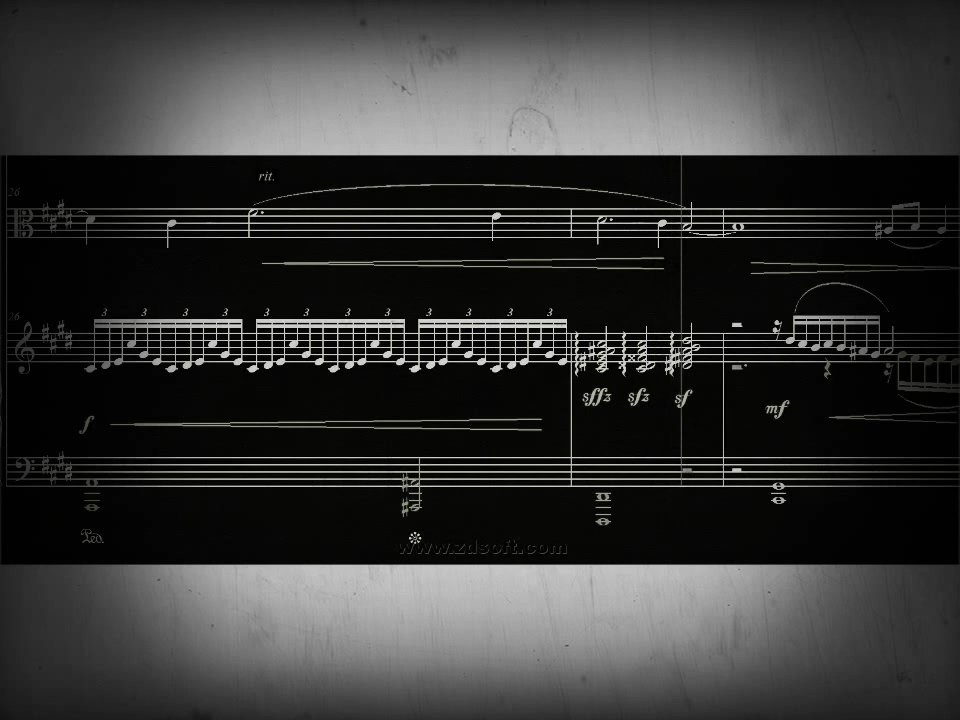 rit.
26
26
3 3 3 3 3 3 3 3 3 3 3 3
sffz sfz sf
mf
f
Ped.
www.zdsoft.com